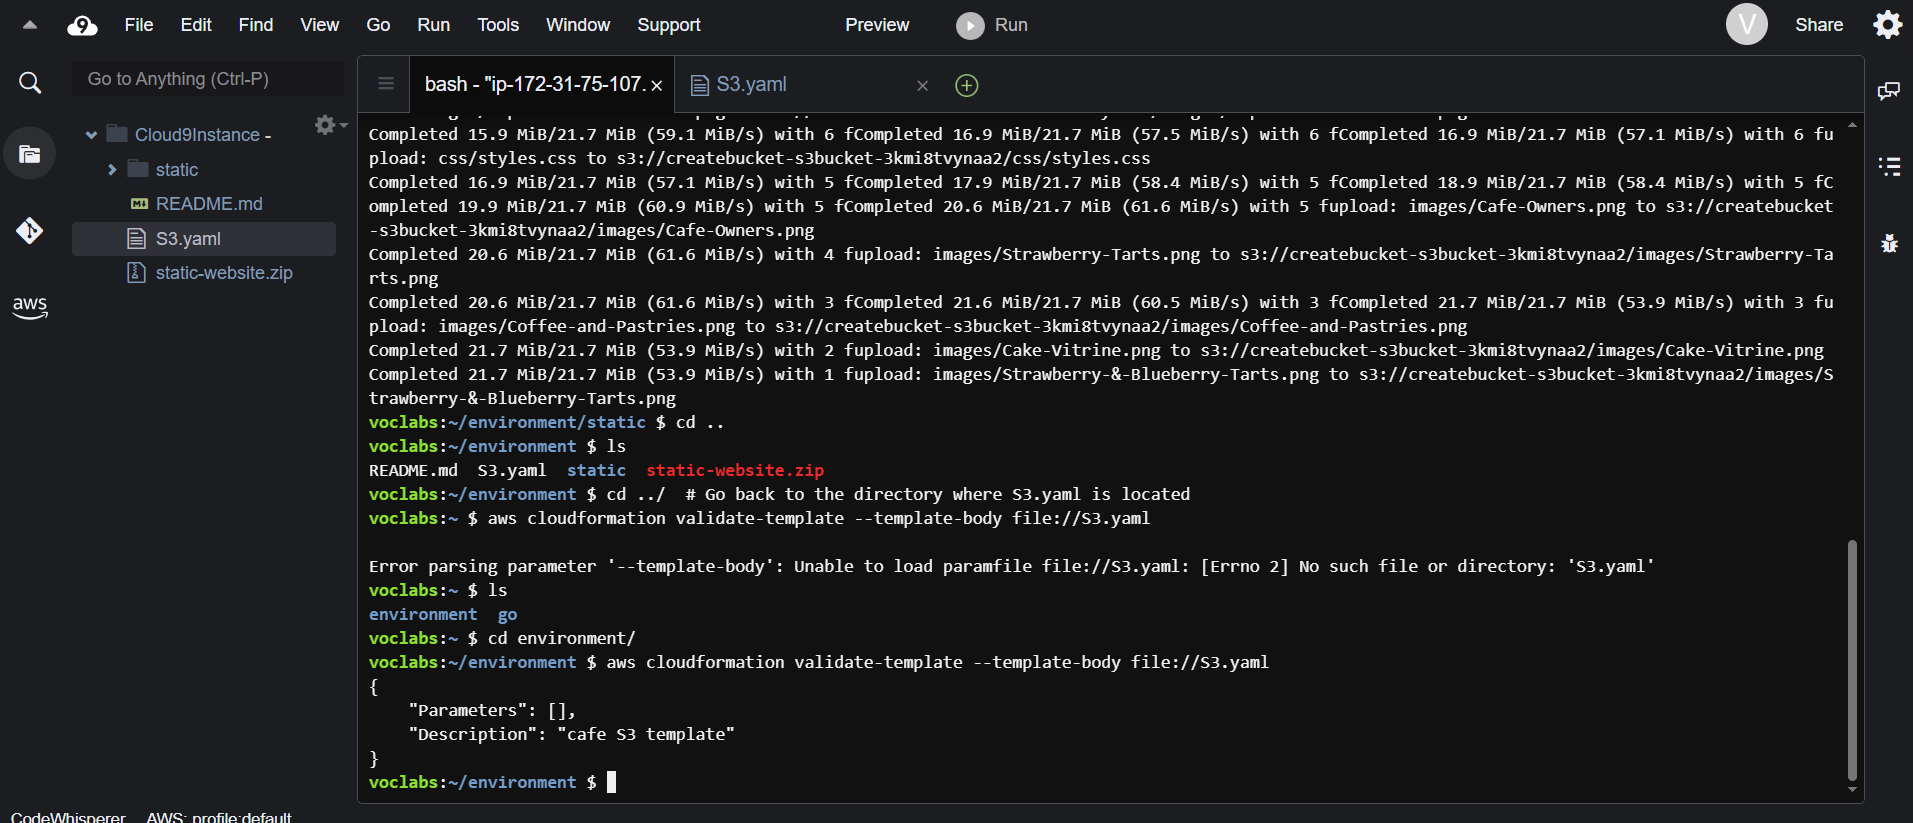 File Edit Find View Go Run Tools Window Support Preview Run V Share
Go to Anything (Ctrl-P)
bash - "ip-172-31-75-107. × S3.yaml ×
Cloud9Instance -
static
README.md
S3.yaml
static-website.zip
aws
Completed 15.9 MiB/21.7 MiB (59.1 MiB/s) with 6 fCompleted 16.9 MiB/21.7 MiB (57.5 MiB/s) with 6 fCompleted 16.9 MiB/21.7 MiB (57.1 MiB/s) with 6 fu
pload: css/styles.css to s3://createbucket-s3bucket-3kmi8tvynaa2/css/styles.css
Completed 16.9 MiB/21.7 MiB (57.1 MiB/s) with 5 fCompleted 17.9 MiB/21.7 MiB (58.4 MiB/s) with 5 fCompleted 18.9 MiB/21.7 MiB (58.4 MiB/s) with 5 fC
ompleted 19.9 MiB/21.7 MiB (60.9 MiB/s) with 5 fCompleted 20.6 MiB/21.7 MiB (61.6 MiB/s) with 5 fupload: images/Cafe-Owners.png to s3://createbucket
-s3bucket-3kmi8tvynaa2/images/Cafe-Owners.png
Completed 20.6 MiB/21.7 MiB (61.6 MiB/s) with 4 fupload: images/Strawberry-Tarts.png to s3://createbucket-s3bucket-3kmi8tvynaa2/images/Strawberry-Ta
rts.png
Completed 20.6 MiB/21.7 MiB (61.6 MiB/s) with 3 fCompleted 21.6 MiB/21.7 MiB (60.5 MiB/s) with 3 fCompleted 21.7 MiB/21.7 MiB (53.9 MiB/s) with 3 fu
pload: images/Coffee-and-Pastries.png to s3://createbucket-s3bucket-3kmi8tvynaa2/images/Coffee-and-Pastries.png
Completed 21.7 MiB/21.7 MiB (53.9 MiB/s) with 2 fupload: images/Cake-Vitrine.png to s3://createbucket-s3bucket-3kmi8tvynaa2/images/Cake-Vitrine.png
Completed 21.7 MiB/21.7 MiB (53.9 MiB/s) with 1 fupload: images/Strawberry-&-Blueberry-Tarts.png to s3://createbucket-s3bucket-3kmi8tvynaa2/images/S
trawberry-&-Blueberry-Tarts.png
voclabs:~/environment/static $ cd ..
voclabs:~/environment $ ls
README.md  S3.yaml  static  static-website.zip
voclabs:~/environment $ cd ../  # Go back to the directory where S3.yaml is located
voclabs:~ $ aws cloudformation validate-template --template-body file://S3.yaml
Error parsing parameter '--template-body': Unable to load paramfile file://S3.yaml: [Errno 2] No such file or directory: 'S3.yaml'
voclabs:~ $ ls
environment  go
voclabs:~ $ cd environment/
voclabs:~/environment $ aws cloudformation validate-template --template-body file://S3.yaml
{
    "Parameters": [],
    "Description": "cafe S3 template"
}
voclabs:~/environment $
CodeWhisperer AWS: profile:default